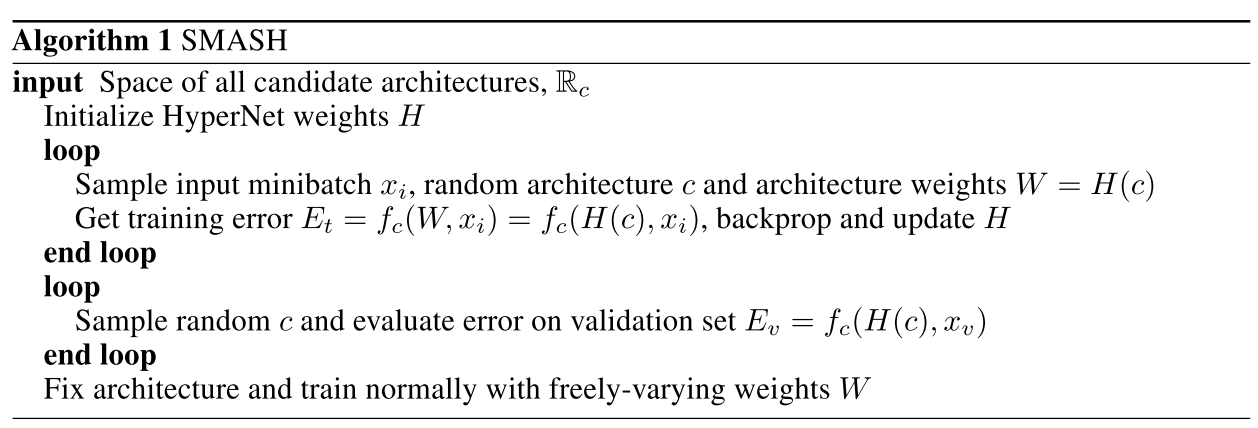 Algorithm 1 SMASH
input Space of all candidate architectures, ℝ_c
Initialize HyperNet weights H
loop
Sample input minibatch x_i, random architecture c and architecture weights W = H(c)
Get training error E_t = f_c(W, x_i) = f_c(H(c), x_i), backprop and update H
end loop
loop
Sample random c and evaluate error on validation set E_v = f_c(H(c), x_v)
end loop
Fix architecture and train normally with freely-varying weights W